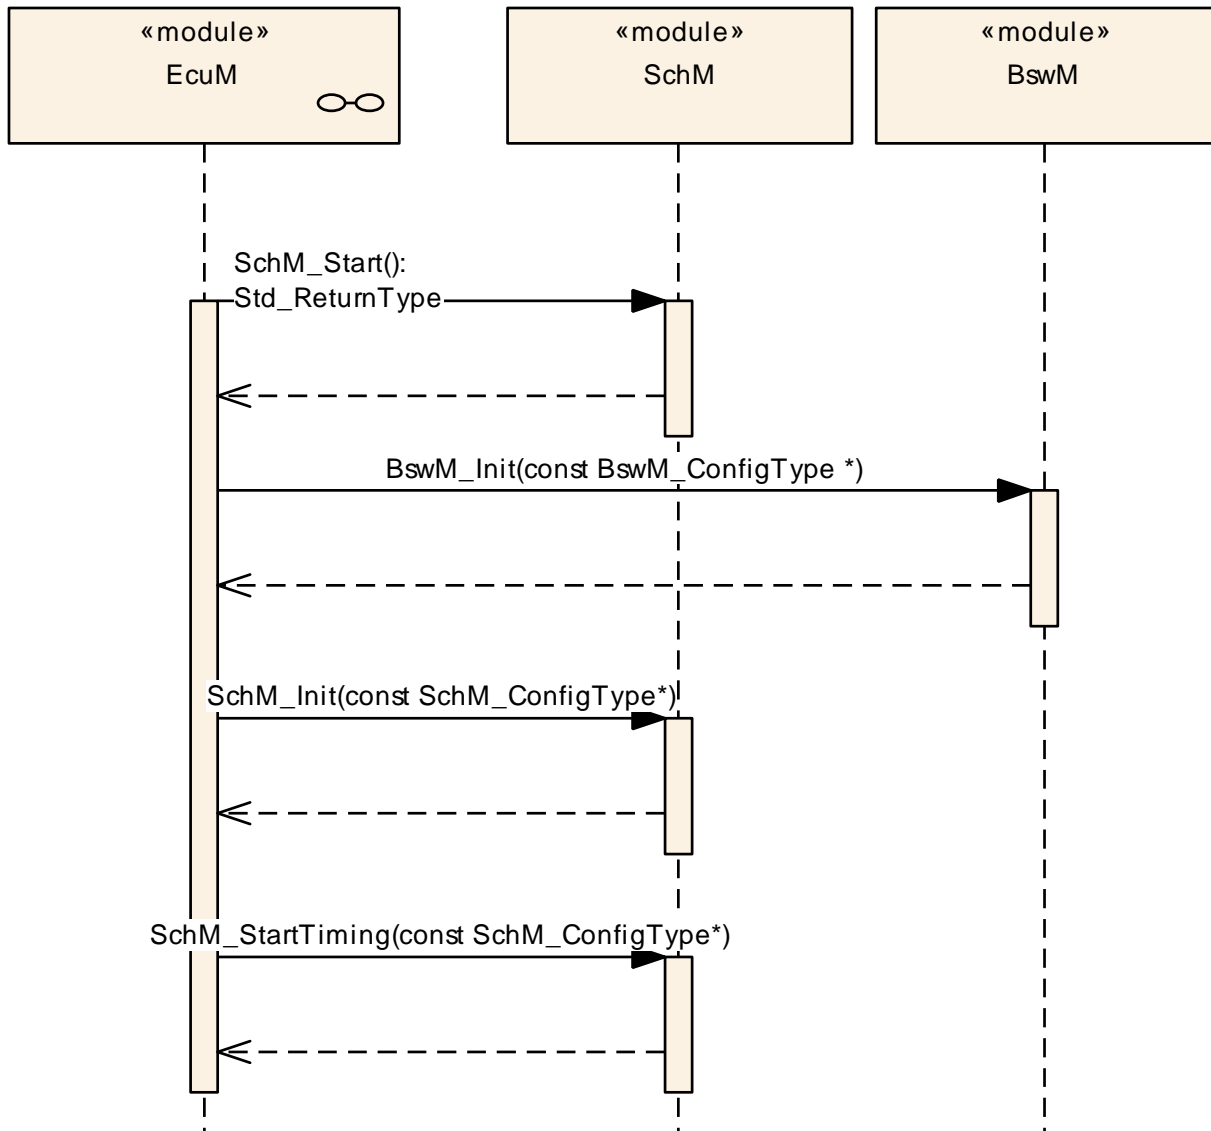 «module»
EcuM
«module»
SchM
«module»
BswM
SchM_Start():
Std_ReturnType
BswM_Init(const BswM_ConfigType *)
SchM_Init(const SchM_ConfigType*)
SchM_StartTiming(const SchM_ConfigType*)